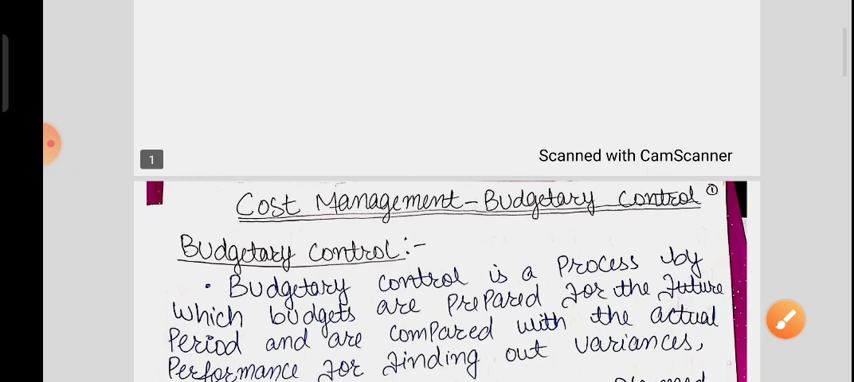 1
Scanned with CamScanner
Cost Management - Budgetary Control ①
Budgetary Control:-
• Budgetary control is a Process by
which budgets are prepared for the future
Period and are compared with the actual
Performance for finding out variances,